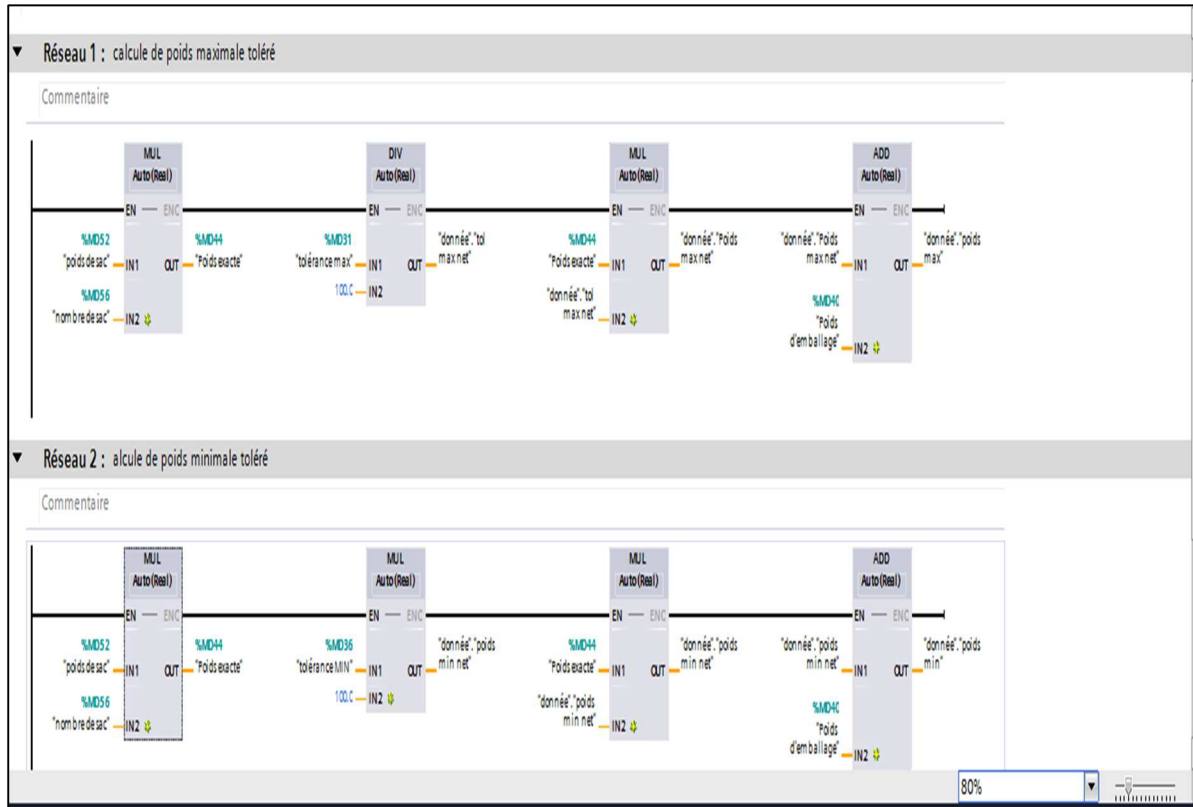 Réseau 1 : calcule de poids maximale toléré
Commentaire
MUL
Auto (Real)
EN ENC
%MD52
"poids de sac" IN1
%MD44
OUT "Poids exacte"
%MD56
"nombre de sac" IN2
DIV
Auto (Real)
EN ENC
%MD31
"tolérance max" IN1
"donnée"."tol
OUT max net"
100.0 IN2
MUL
Auto (Real)
EN ENC
%MD44
"Poids exacte" IN1
"donnée"."Poids
OUT max net"
"donnée"."tol
max net" IN2
ADD
Auto (Real)
EN ENC
"donnée"."Poids
max net" IN1
"donnée"."poids
OUT max"
%MD40
"Poids
d'emballage" IN2
Réseau 2 : alcule de poids minimale toléré
Commentaire
MUL
Auto (Real)
EN ENC
%MD52
"poids de sac" IN1
%MD44
OUT "Poids exacte"
%MD56
"nombre de sac" IN2
MUL
Auto (Real)
EN ENC
%MD36
"tolérance MIN" IN1
"donnée"."poids
OUT min net"
100.0 IN2
MUL
Auto (Real)
EN ENC
%MD44
"Poids exacte" IN1
"donnée"."poids
OUT min net"
"donnée"."poids
min net" IN2
ADD
Auto (Real)
EN ENC
"donnée"."poids
min net" IN1
"donnée"."poids
OUT min"
%MD40
"Poids
d'emballage" IN2
80%